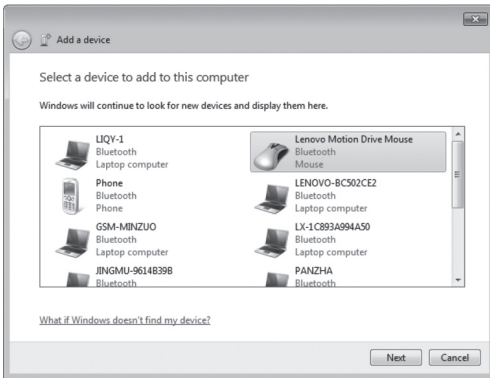 Add a device
Select a device to add to this computer
Windows will continue to look for new devices and display them here.
LIQY-1
Bluetooth
Laptop computer
Lenovo Motion Drive Mouse
Bluetooth
Mouse
Phone
Bluetooth
Phone
LENOVO-BC502CE2
Bluetooth
Laptop computer
GSM-MINZUO
Bluetooth
Laptop computer
LX-1C893A994A50
Bluetooth
Laptop computer
JINGMU-9614B39B
Bluetooth
PANZHA
Bluetooth
What if Windows doesn't find my device?
Next
Cancel